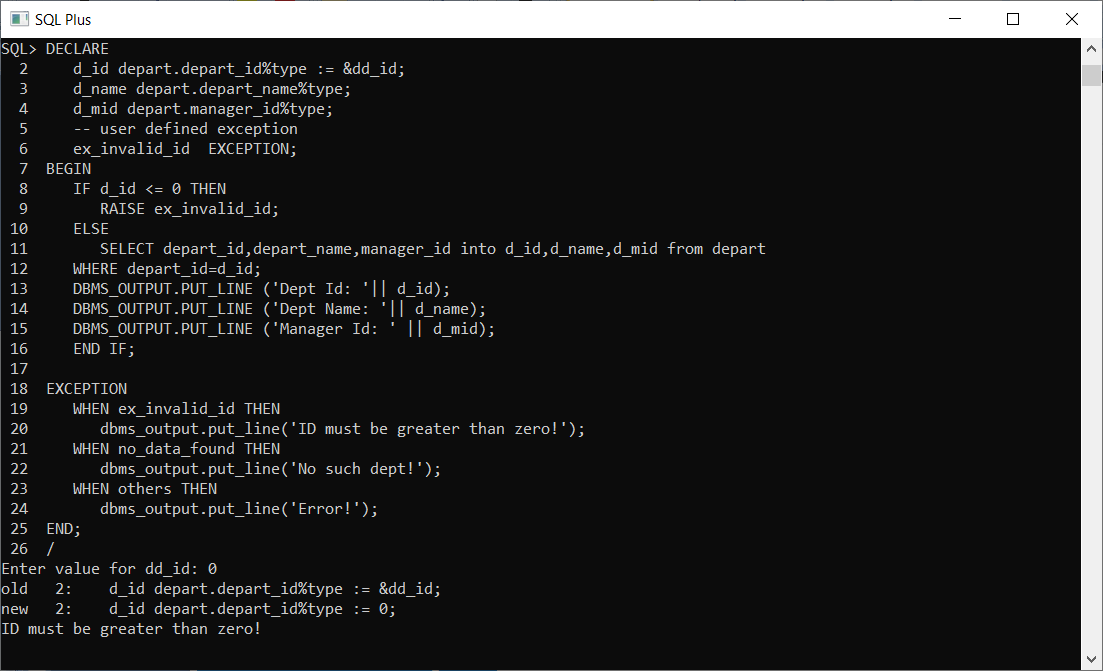 SQL Plus
SQL> DECLARE
  2     d_id depart.depart_id%type := &dd_id;
  3     d_name depart.depart_name%type;
  4     d_mid depart.manager_id%type;
  5     -- user defined exception
  6     ex_invalid_id  EXCEPTION;
  7  BEGIN
  8     IF d_id <= 0 THEN
  9        RAISE ex_invalid_id;
 10     ELSE
 11        SELECT depart_id,depart_name,manager_id into d_id,d_name,d_mid from depart
 12     WHERE depart_id=d_id;
 13     DBMS_OUTPUT.PUT_LINE ('Dept Id: '|| d_id);
 14     DBMS_OUTPUT.PUT_LINE ('Dept Name: '|| d_name);
 15     DBMS_OUTPUT.PUT_LINE ('Manager Id: ' || d_mid);
 16     END IF;
 17
 18  EXCEPTION
 19     WHEN ex_invalid_id THEN
 20        dbms_output.put_line('ID must be greater than zero!');
 21     WHEN no_data_found THEN
 22        dbms_output.put_line('No such dept!');
 23     WHEN others THEN
 24        dbms_output.put_line('Error!');
 25  END;
 26  /
Enter value for dd_id: 0
old   2:    d_id depart.depart_id%type := &dd_id;
new   2:    d_id depart.depart_id%type := 0;
ID must be greater than zero!